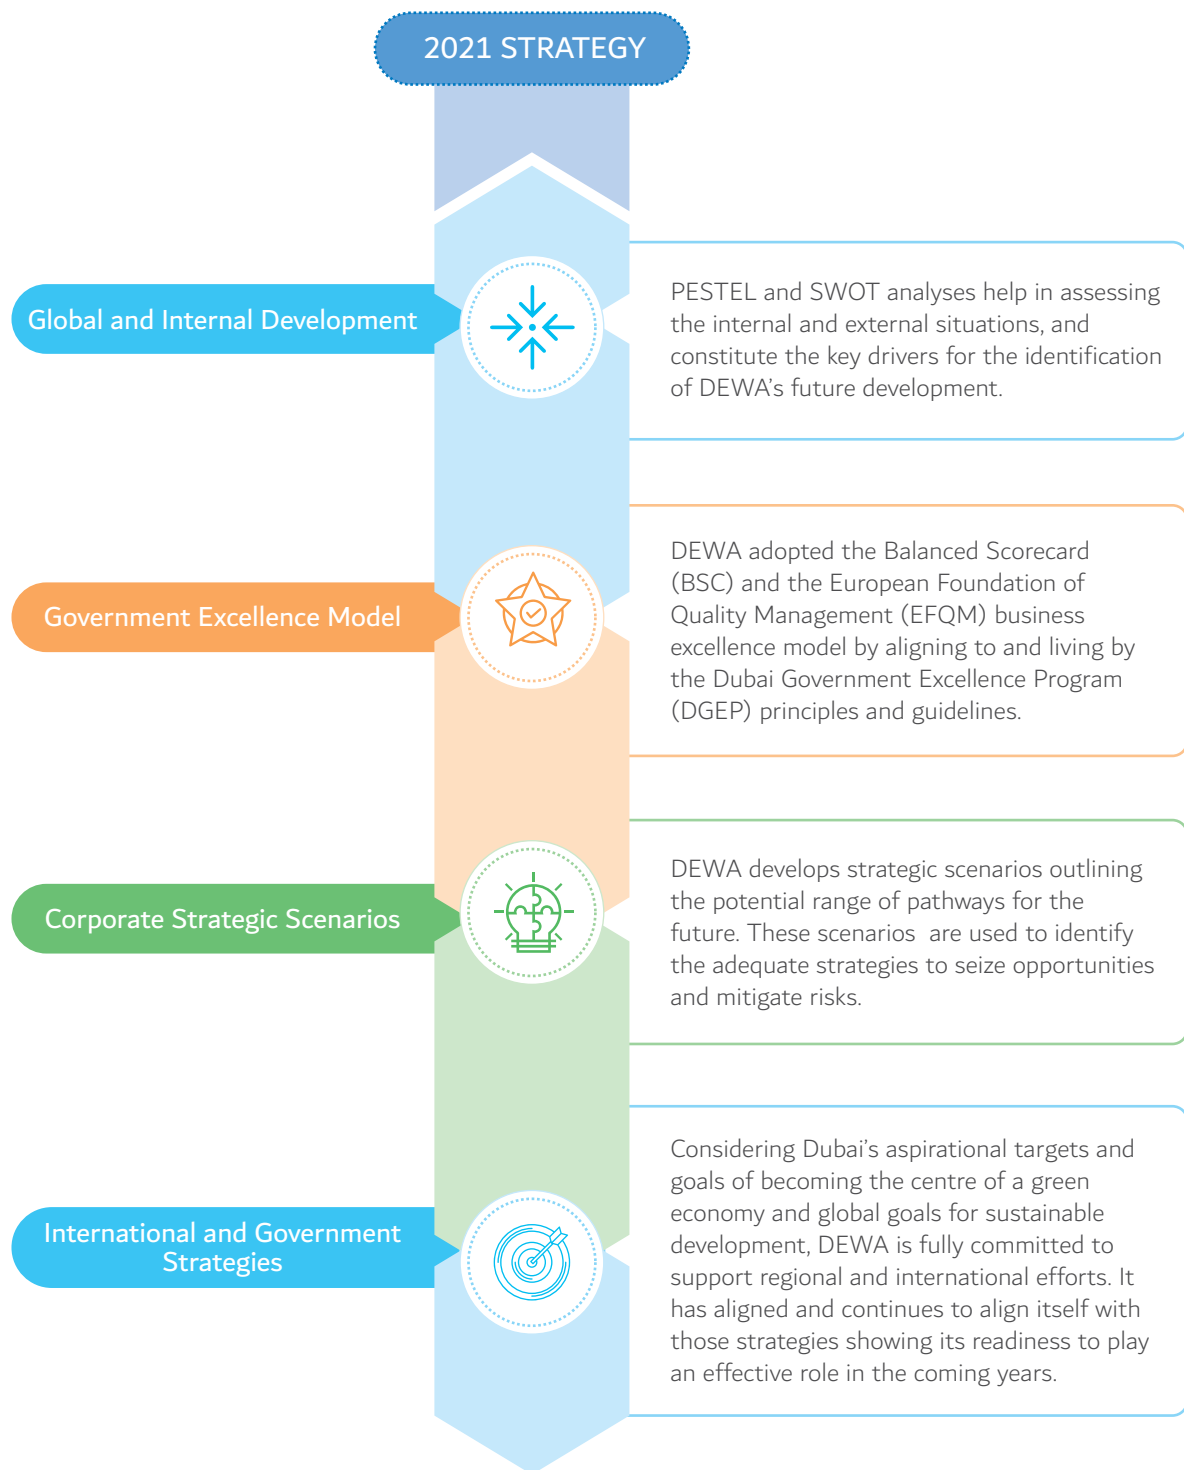 2021 STRATEGY
Global and Internal Development
PESTEL and SWOT analyses help in assessing
the internal and external situations, and
constitute the key drivers for the identification
of DEWA’s future development.
Government Excellence Model
DEWA adopted the Balanced Scorecard
(BSC) and the European Foundation of
Quality Management (EFQM) business
excellence model by aligning to and living by
the Dubai Government Excellence Program
(DGEP) principles and guidelines.
Corporate Strategic Scenarios
DEWA develops strategic scenarios outlining
the potential range of pathways for the
future. These scenarios  are used to identify
the adequate strategies to seize opportunities
and mitigate risks.
International and Government
Strategies
Considering Dubai’s aspirational targets and
goals of becoming the centre of a green
economy and global goals for sustainable
development, DEWA is fully committed to
support regional and international efforts. It
has aligned and continues to align itself with
those strategies showing its readiness to play
an effective role in the coming years.